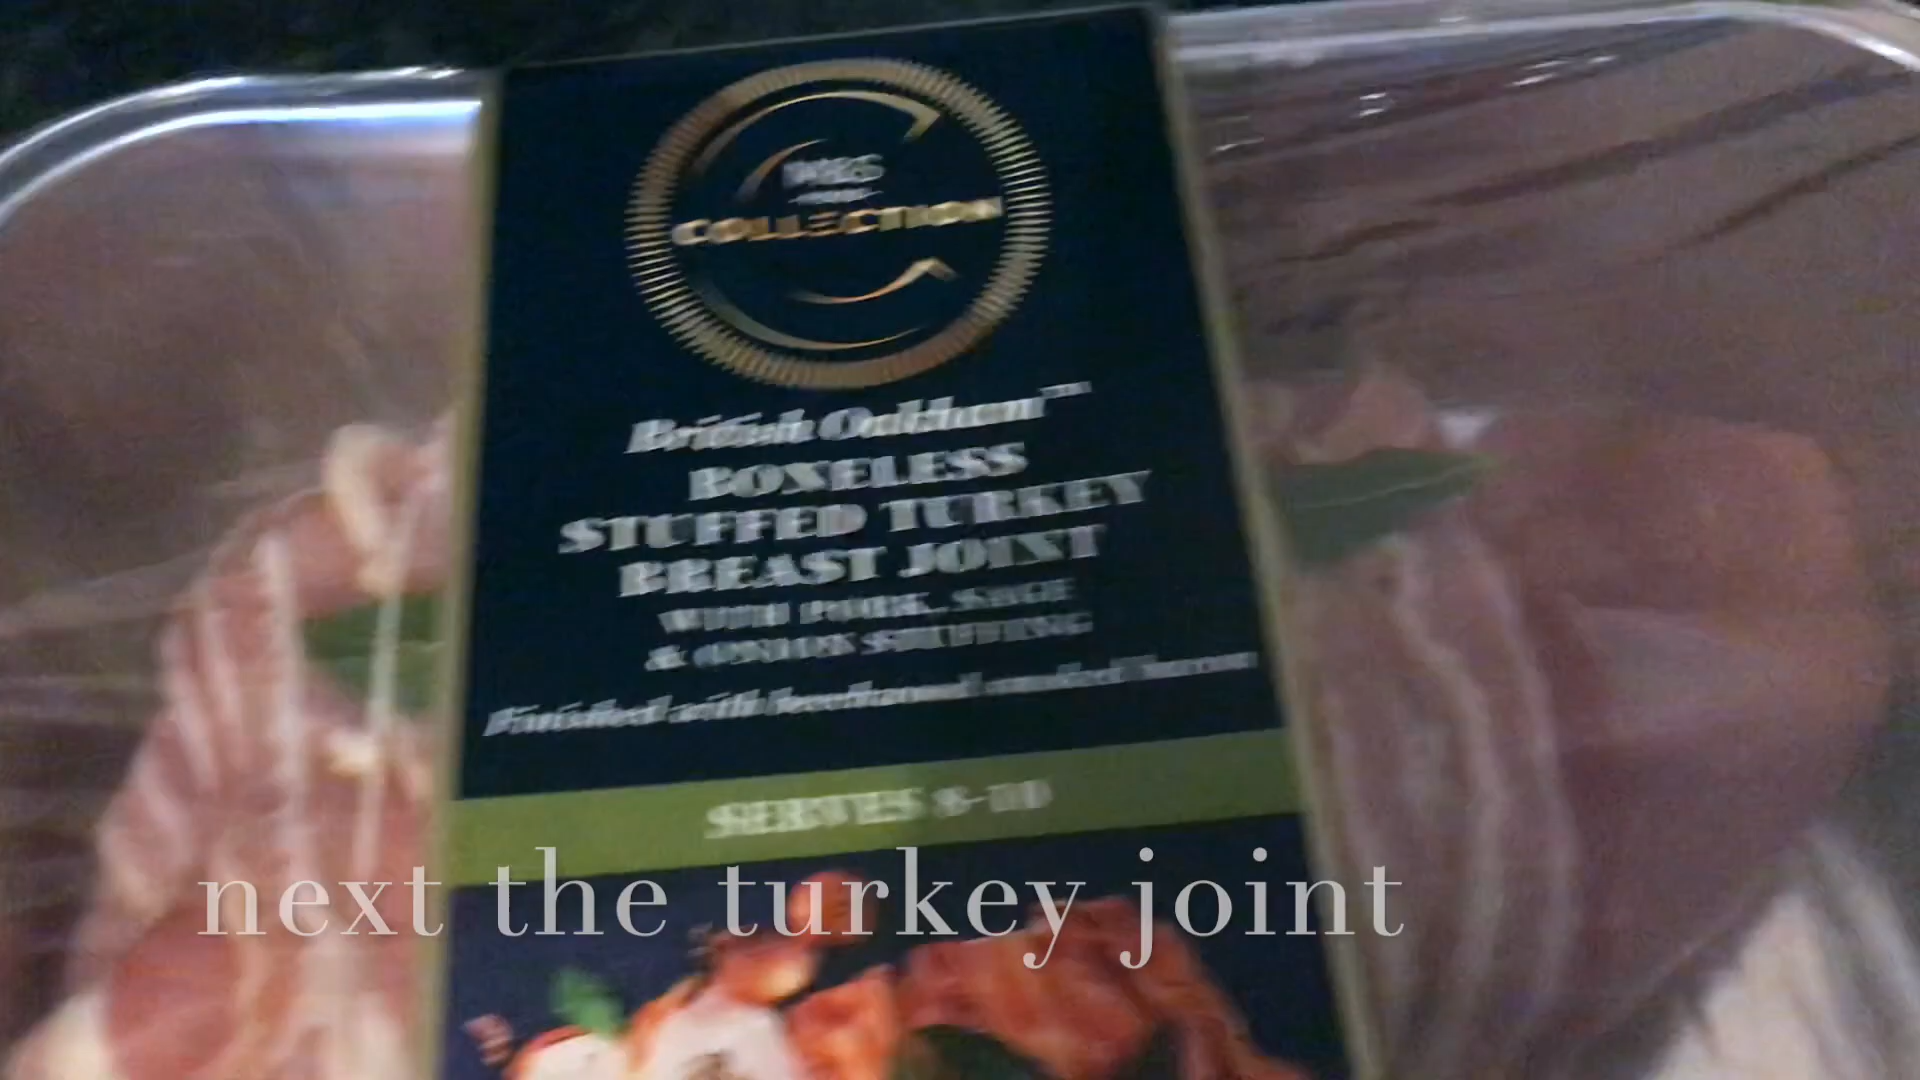 M&S
COLLECTION
British Oakham™
BONELESS
STUFFED TURKEY
BREAST JOINT
WITH PORK, SAGE
& ONION STUFFING
Finished with beechwood smoked bacon
SERVES 8-10
next the turkey joint